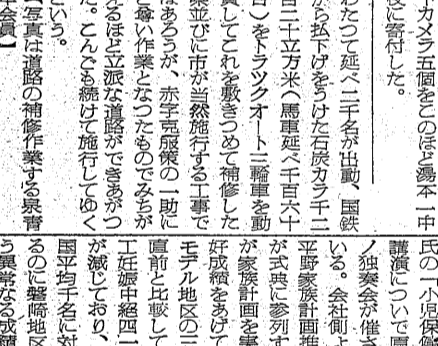 トカメラ五個をこのほど湯本一中
校に寄付した。
わたつて延べ二千名が出動、国鉄
から払下げをうけた石炭カラ千二
百二十立方米（馬車延べ千百六十
台）をトラツクオート三輪車を動
員してこれを敷きつめて補修した
業並びに市が当然施行する工事で
はあろうが、赤字克服策の一助に
と奪い作業となつたものでみちが
えるほど立派な道路ができあがつ
た。こんごも続けて施行してゆく
という。
【写真は道路の補修作業する泉青
年会員】
氏の「小児保健
講演について原
ノ独奏会が催さ
いる。会社側よ
平野家族計画推
が式典に参列す
が家族計画を実
好成績をあげて
モデル地区の三
直前と比較して
工妊娠中絶四一
が減じており、
国平均千名に対
るのに磐崎地区
う異常なる成績